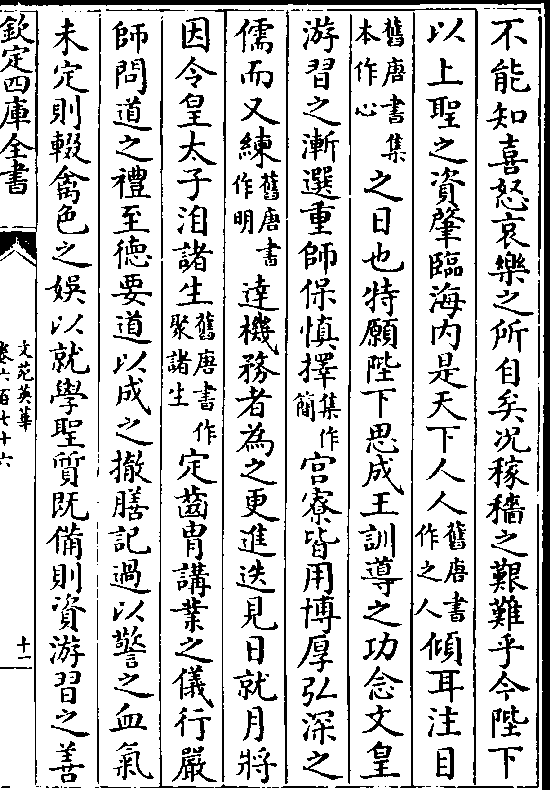 不能知喜怒哀樂之所自矣况稼穡之艱難乎今陛下
以上聖之資肇臨海内是天下人人舊唐書作之人傾耳注目
舊唐書集本作心之日也特願陛下思成王訓導之功念文皇
游習之漸選重師保慎擇集作簡宫寮皆用博厚弘深之
儒而又練舊唐書作明達機務者為之更進迭見日就月將
因令皇太子洎諸生舊唐書作聚諸生定齒胄講業之儀行嚴
師問道之禮至徳要道以成之撤膳記過以警之血氣
未定則輟禽色之娯以就學聖質既備則資游習之善
欽定四庫全書
文苑英華
卷六百七十六
十一